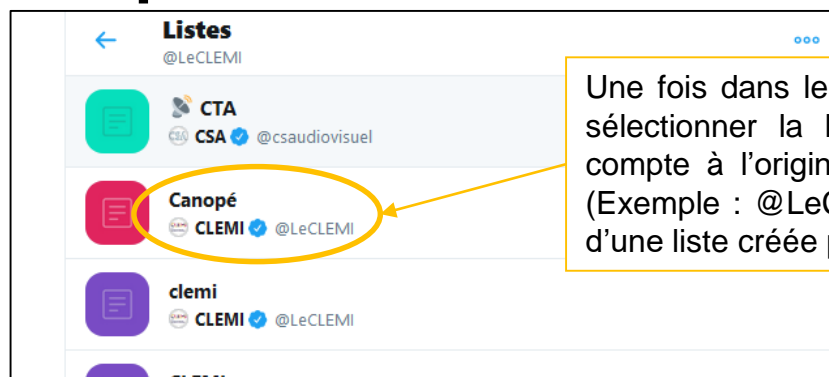 Listes
@LeCLEMI
CTA
CSA @csaudiovisuel
Canopé
CLEMI @LeCLEMI
clemi
CLEMI @LeCLEMI
Une fois dans le
sélectionner la
compte à l'origin
(Exemple : @LeC
d'une liste créée